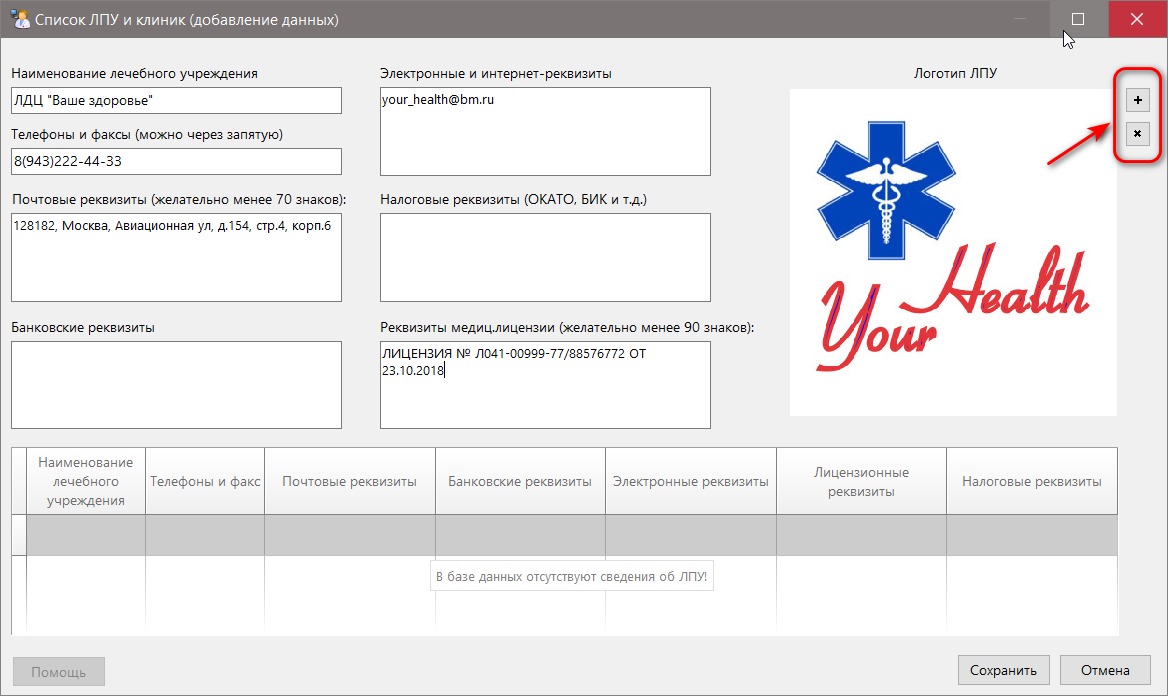 Список ЛПУ и клиник (добавление данных)
Наименование лечебного учреждения
ЛДЦ "Ваше здоровье"
Телефоны и факсы (можно через запятую)
8(943)222-44-33
Почтовые реквизиты (желательно менее 70 знаков):
128182, Москва, Авиационная ул, д.154, стр.4, корп.6
Банковские реквизиты
Электронные и интернет-реквизиты
your_health@bm.ru
Налоговые реквизиты (ОКАТО, БИК и т.д.)
Реквизиты медиц.лицензии (желательно менее 90 знаков):
ЛИЦЕНЗИЯ № Л041-00999-77/88576772 ОТ
23.10.2018
Логотип ЛПУ
Your Health
Наименование
лечебного
учреждения
Телефоны и факс
Почтовые реквизиты
Банковские реквизиты
Электронные реквизиты
Лицензионные
реквизиты
Налоговые реквизиты
В базе данных отсутствуют сведения об ЛПУ!
Помощь
Сохранить
Отмена